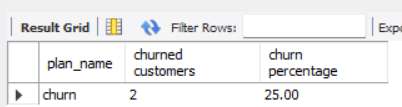 Result Grid Filter Rows: Expo
plan_name churned customers churn percentage
churn 2 25.00